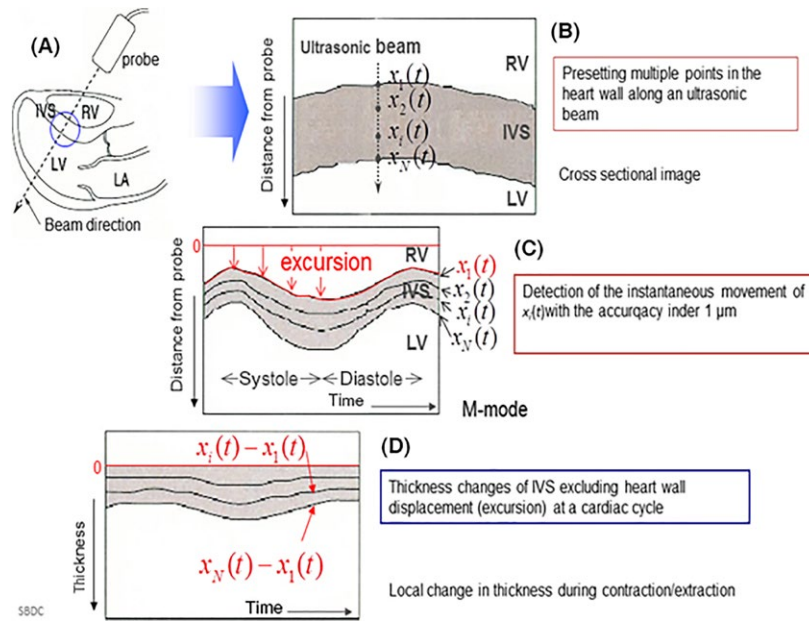 (A)
probe
IVS
RV
LV
LA
Beam direction
Ultrasonic beam
Distance from probe
x₁(t)
x₂(t)
xᵢ(t)
x_N(t)
RV
IVS
LV
(B)
Presetting multiple points in the
heart wall along an ultrasonic
beam
Cross sectional image
0
excursion
Distance from probe
RV
IVS
LV
x₁(t)
x₂(t)
xᵢ(t)
x_N(t)
Systole
Diastole
Time
M-mode
(C)
Detection of the instantaneous movement of
xᵢ(t)with the accurqacy inder 1 μm
0
xᵢ(t) − x₁(t)
x_N(t) − x₁(t)
Thickness
Time
(D)
Thickness changes of IVS excluding heart wall
displacement (excursion) at a cardiac cycle
Local change in thickness during contraction/extraction
SBDC